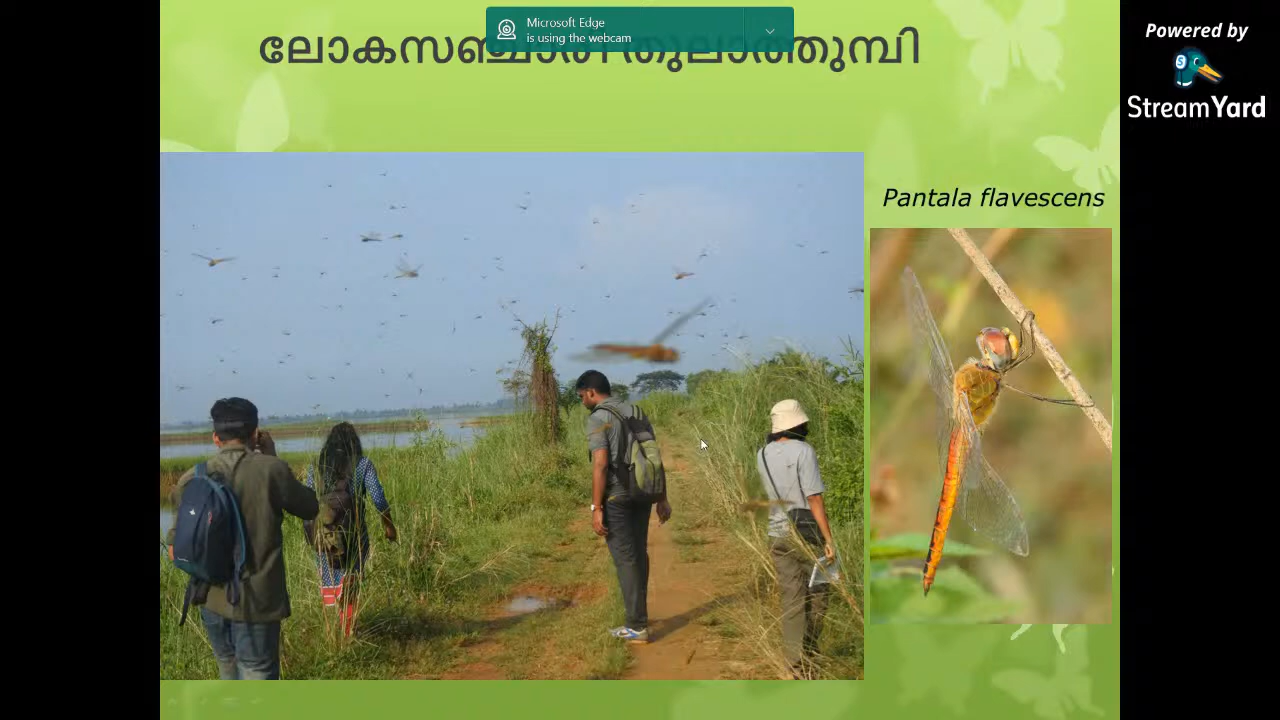 Microsoft Edge
is using the webcam
തുലാത്തുമ്പി
Powered by
StreamYard
Pantala flavescens